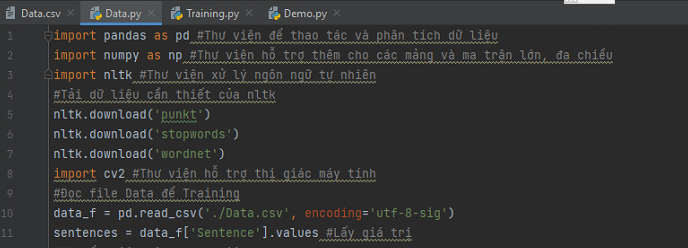 Data.csv Data.py Training.py Demo.py
1 import pandas as pd #Thư viện để thao tác và phân tích dữ liệu
2 import numpy as np #Thư viện hỗ trợ thêm cho các mảng và ma trận lớn, đa chiều
3 import nltk #Thư viện xử lý ngôn ngữ tự nhiên
4 #Tải dữ liệu cần thiết của nltk
5 nltk.download('punkt')
6 nltk.download('stopwords')
7 nltk.download('wordnet')
8 import cv2 #Thư viện hỗ trợ thị giác máy tính
9 #Đọc file Data để Training
10 data_f = pd.read_csv('./Data.csv', encoding='utf-8-sig')
11 sentences = data_f['Sentence'].values #Lấy giá trị